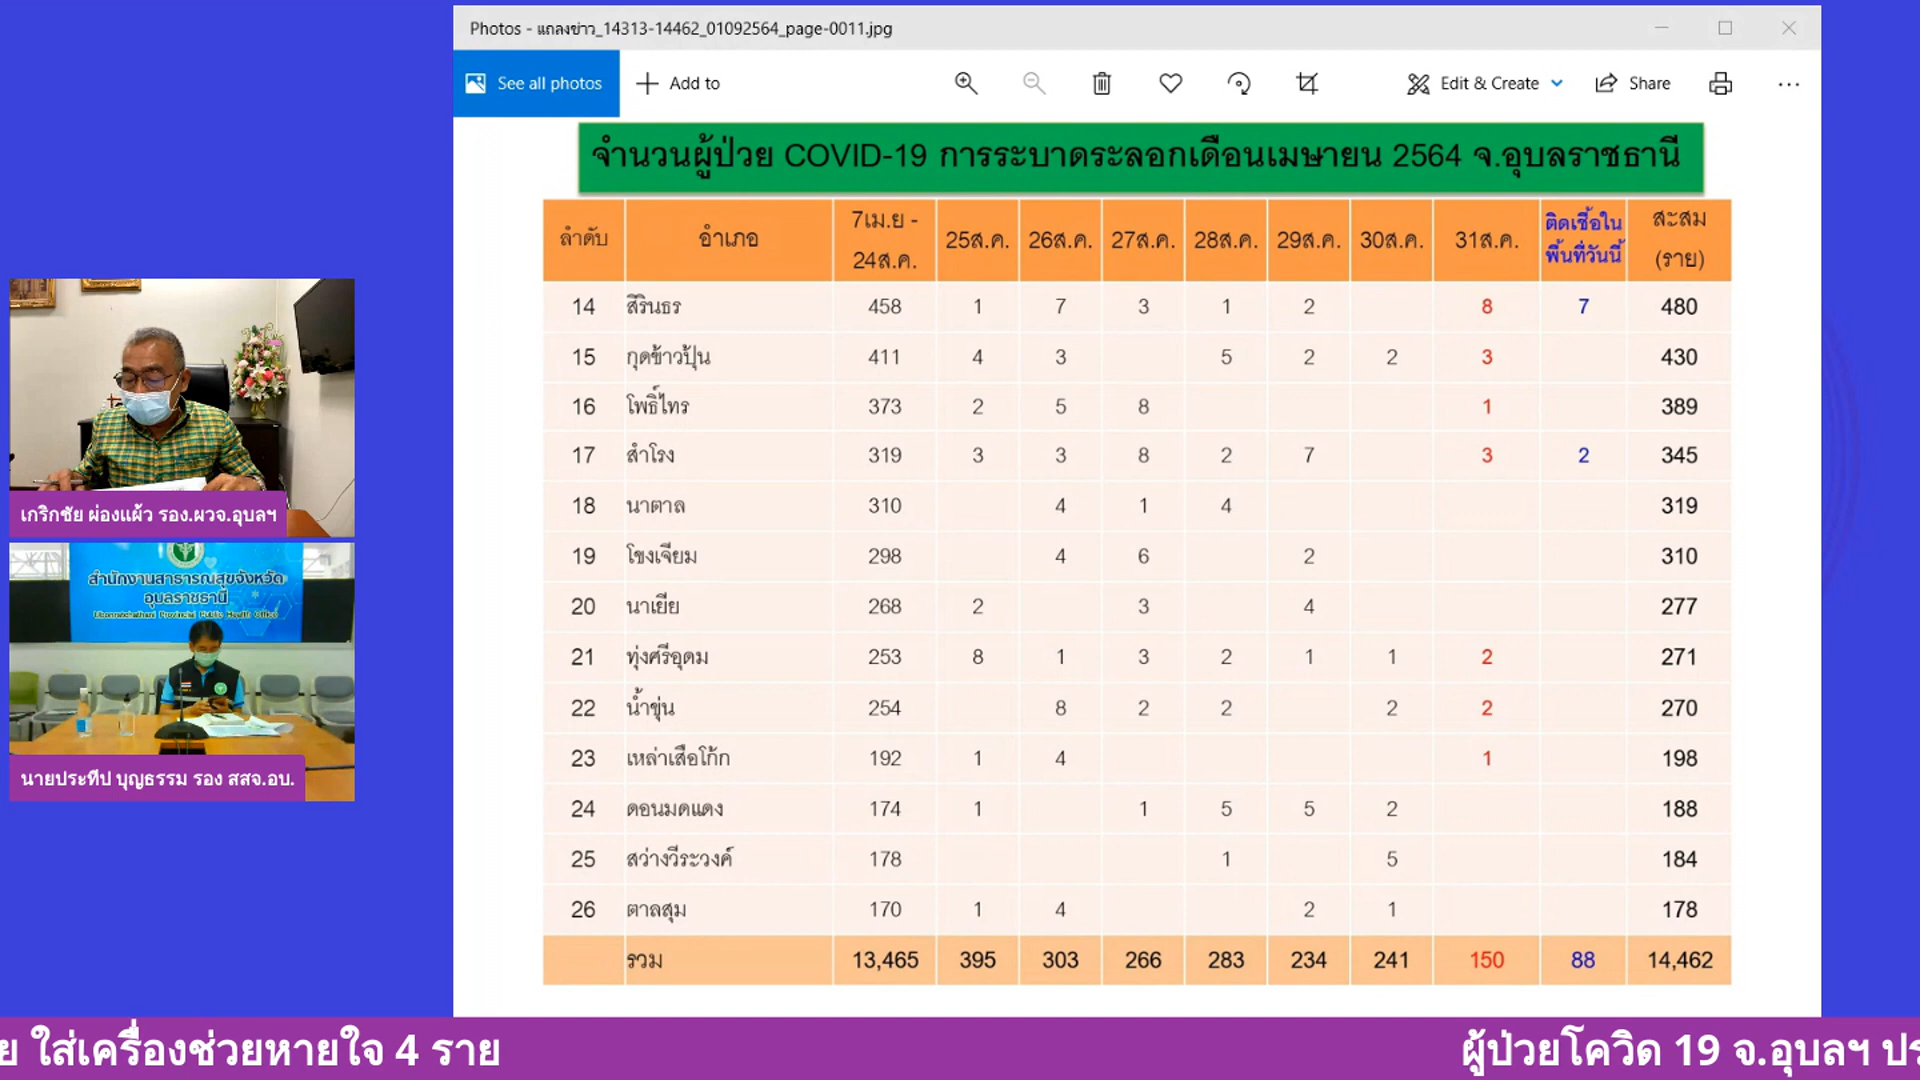 Photos - แถลงข่าว_14313-14462_01092564_page-0011.jpg
See all photos
Add to
Edit & Create
Share
จำนวนผู้ป่วย COVID-19 การระบาดระลอกเดือนเมษายน 2564 จ.อุบลราชธานี
ลำดับ อำเภอ 7เม.ย - 24ส.ค. 25ส.ค. 26ส.ค. 27ส.ค. 28ส.ค. 29ส.ค. 30ส.ค. 31ส.ค. ติดเชื้อในพื้นที่วันนี้ สะสม (ราย)
14 สิรินธร 458 1 7 3 1 2 8 7 480
15 กุดข้าวปุ้น 411 4 3 5 2 2 3 430
16 โพธิ์ไทร 373 2 5 8 1 389
17 สำโรง 319 3 3 8 2 7 3 2 345
18 นาตาล 310 4 1 4 319
19 โขงเจียม 298 4 6 2 310
20 นาเยีย 268 2 3 4 277
21 ทุ่งศรีอุดม 253 8 1 3 2 1 1 2 271
22 น้ำขุ่น 254 8 2 2 2 2 270
23 เหล่าเสือโก้ก 192 1 4 1 198
24 ดอนมดแดง 174 1 1 5 5 2 188
25 สว่างวีระวงค์ 178 1 5 184
26 ตาลสุม 170 1 4 2 1 178
รวม 13,465 395 303 266 283 234 241 150 88 14,462
เกริกชัย ผ่องแผ้ว รอง.ผวจ.อุบลฯ
สำนักงานสาธารณสุขจังหวัด
อุบลราชธานี
Ubonratchathani Provincial Public Health Office
นายประทีป บุญธรรม รอง สสจ.อบ.
ย ใส่เครื่องช่วยหายใจ 4 ราย
ผู้ป่วยโควิด 19 จ.อุบลฯ ปร